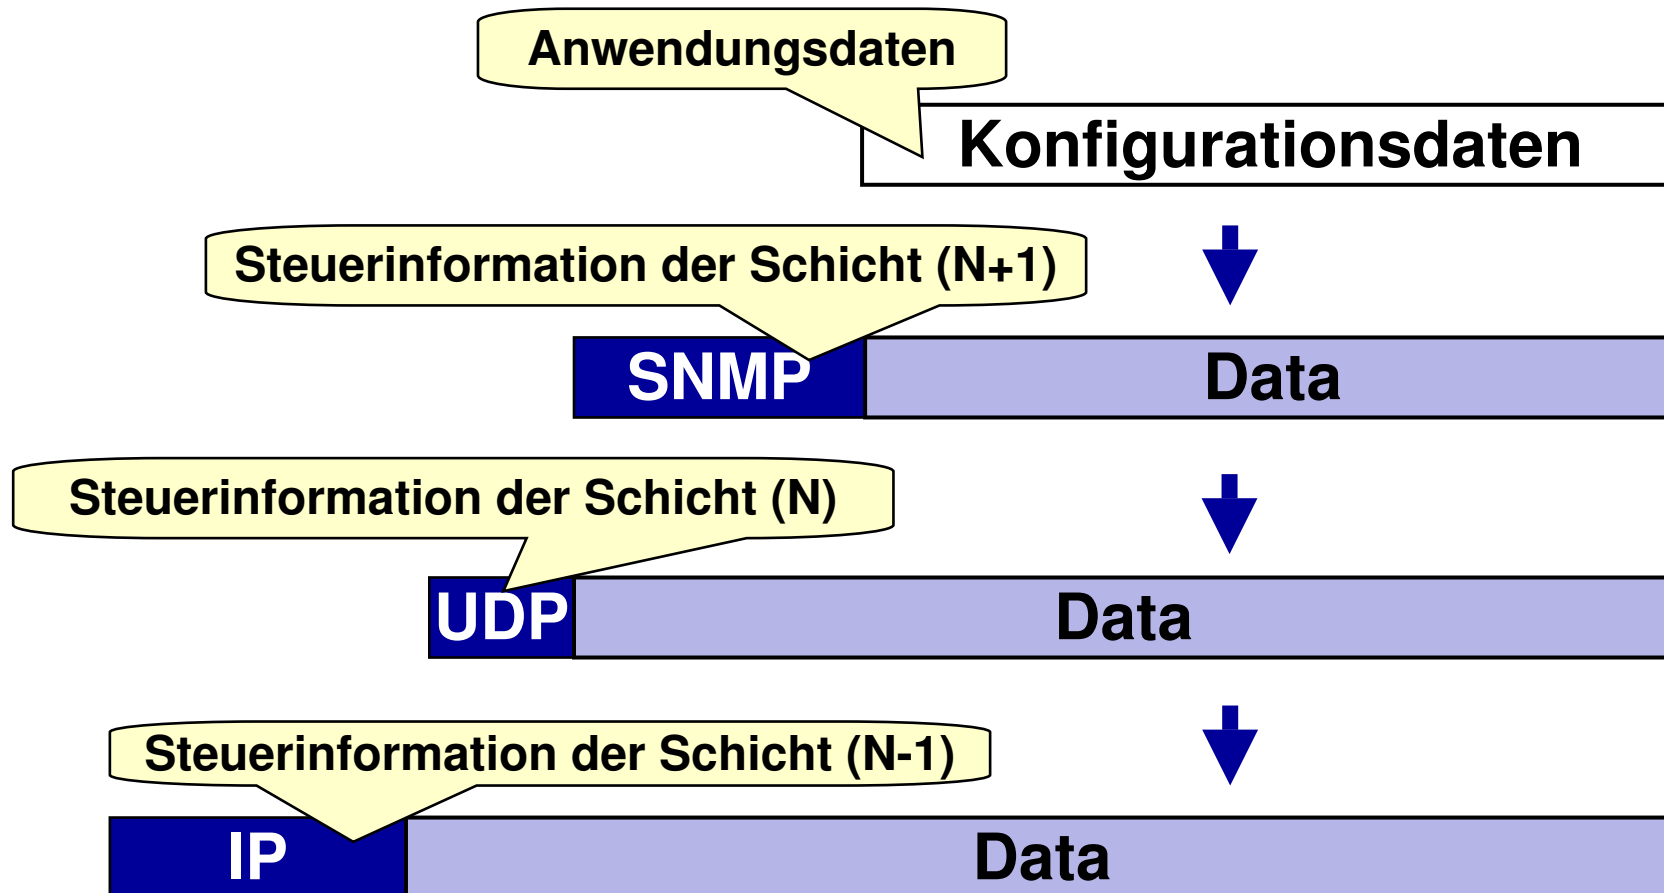 Anwendungsdaten
Konfigurationsdaten
Steuerinformation der Schicht (N+1)
SNMP Data
Steuerinformation der Schicht (N)
UDP Data
Steuerinformation der Schicht (N-1)
IP Data